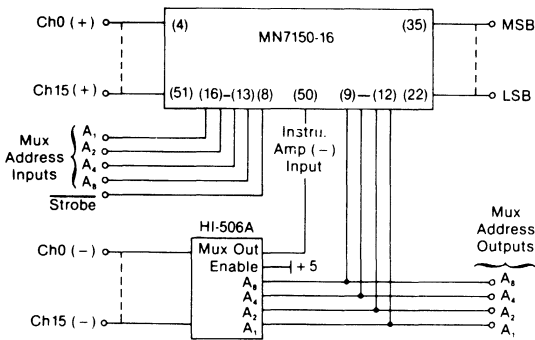 Ch0 (+) (4) (35) MSB
MN7150-16
Ch15 (+) (51) (16)–(13) (8) (50) (9)—(12) (22) LSB
Mux Address Inputs
A₁
A₂
A₄
A₈
Strobe
Instru. Amp (−) Input
HI-506A
Ch0 (−) Mux Out
Enable + 5
A₈
A₄
A₂
Ch15 (−) A₁
Mux Address Outputs
A₈
A₄
A₂
A₁